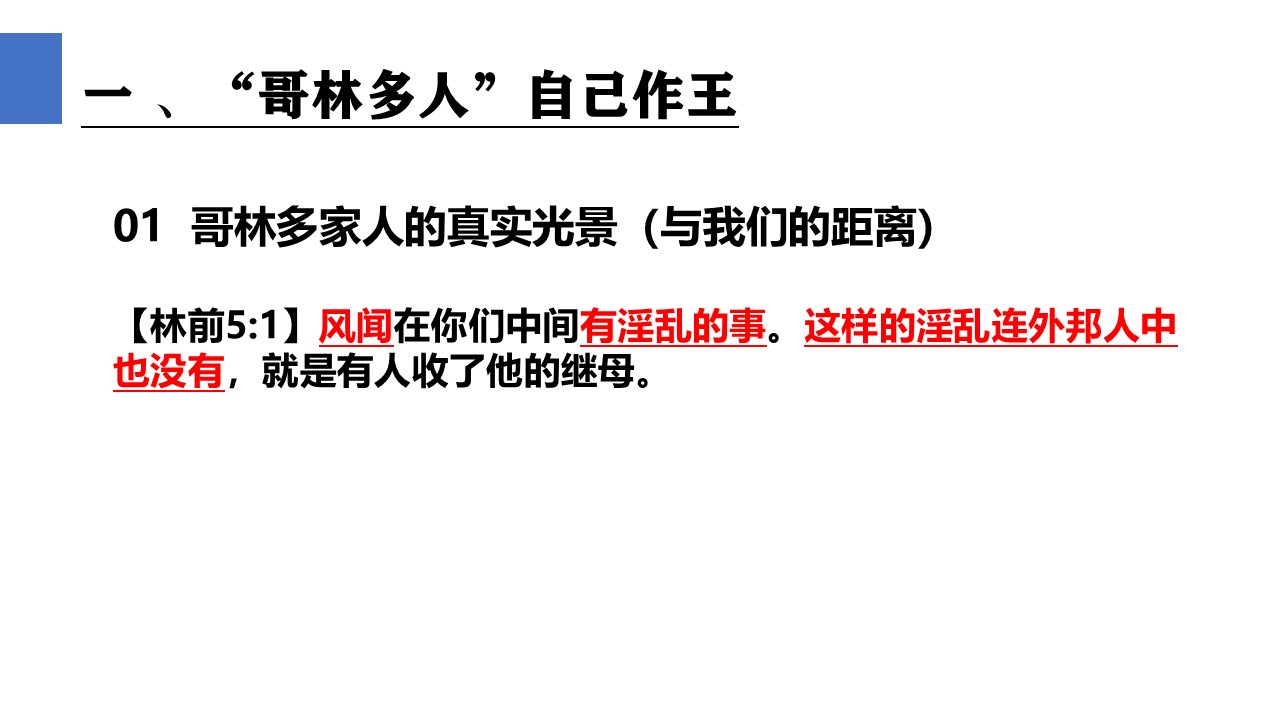 一 、“哥林多人”自己作王
01 哥林多家人的真实光景（与我们的距离）
【林前5:1】风闻在你们中间有淫乱的事。这样的淫乱连外邦人中
也没有，就是有人收了他的继母。